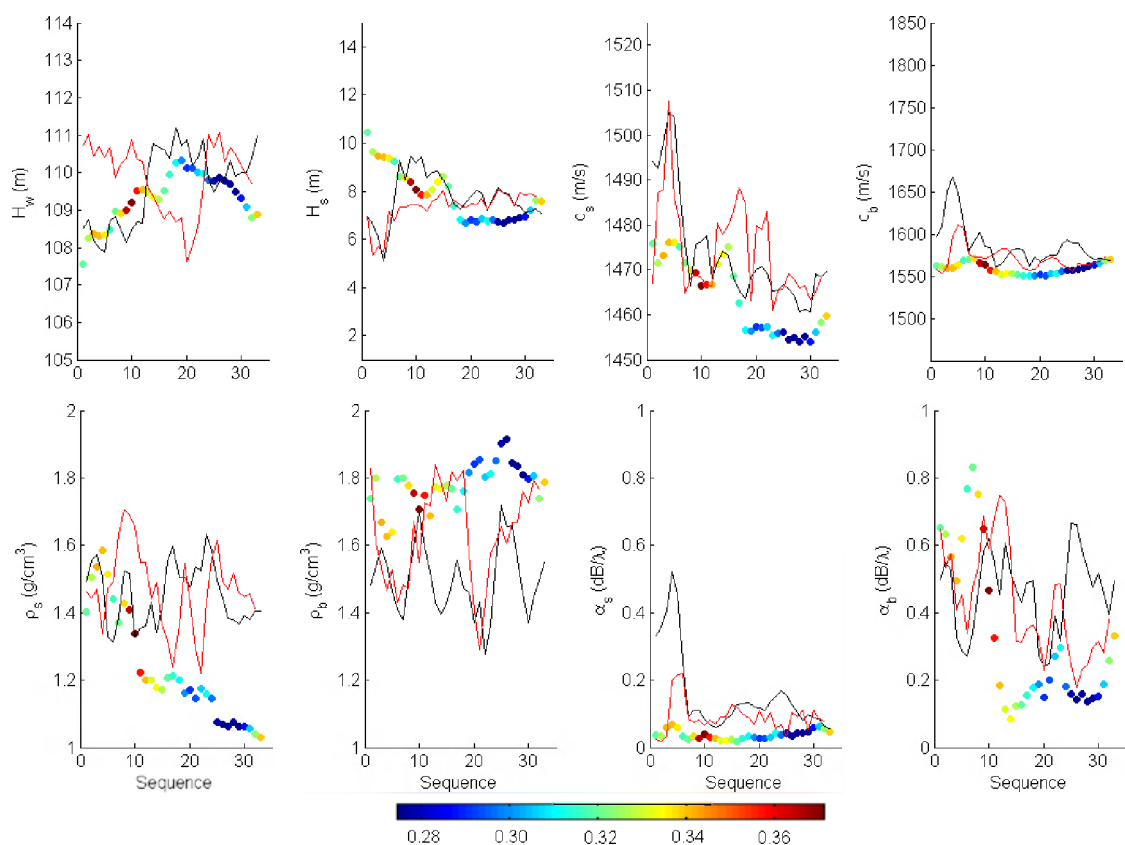 114
113
112
111
110
109
108
107
106
105
H_w (m)
0 10 20 30
14
12
10
8
6
4
2
H_s (m)
0 10 20 30
1520
1510
1500
1490
1480
1470
1460
1450
c_s (m/s)
0 10 20 30
1850
1800
1750
1700
1650
1600
1550
1500
c_b (m/s)
0 10 20 30
2
1.8
1.6
1.4
1.2
1
ρ_s (g/cm³)
0 10 20 30
Sequence
2
1.8
1.6
1.4
1.2
1
ρ_b (g/cm³)
0 10 20 30
Sequence
1
0.8
0.6
0.4
0.2
0
α_s (dB/λ)
0 10 20 30
Sequence
1
0.8
0.6
0.4
0.2
0
α_b (dB/λ)
0 10 20 30
Sequence
0.28 0.30 0.32 0.34 0.36